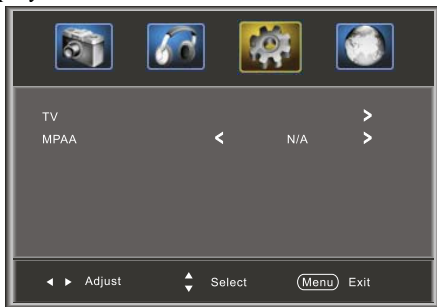 TV >
MPAA < N/A >
◄ ► Adjust ▲▼ Select Menu Exit